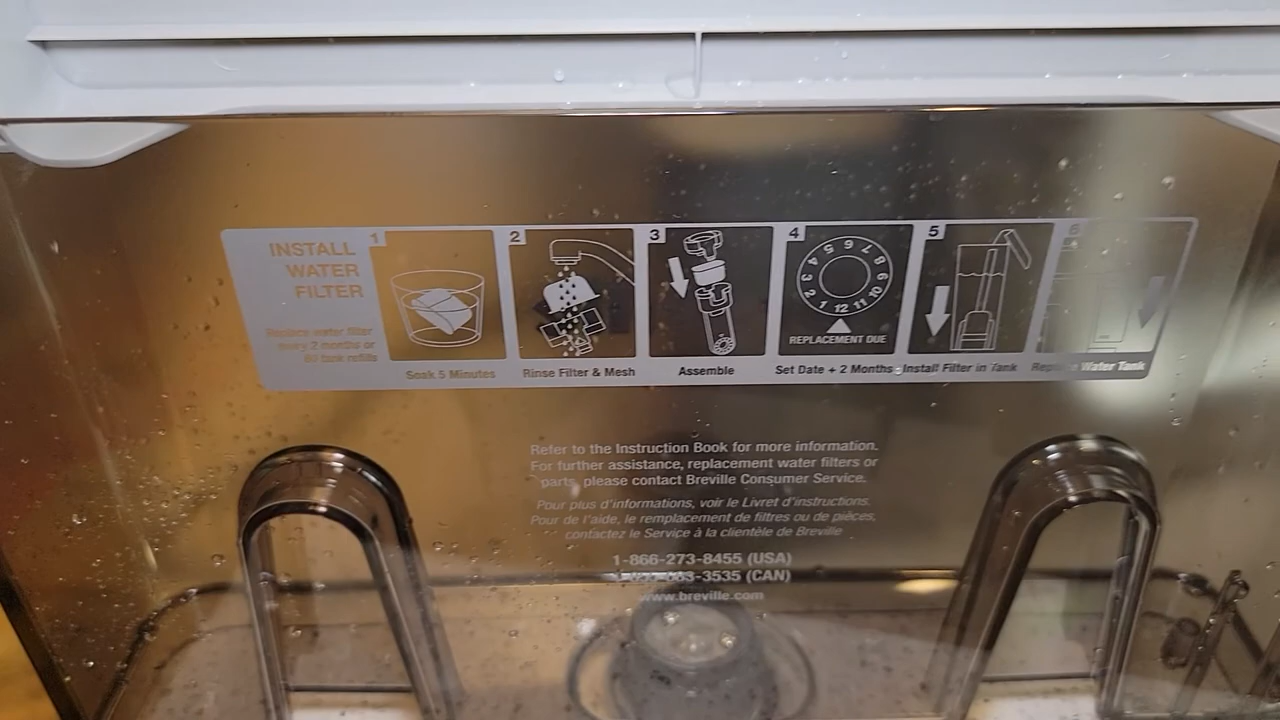 INSTALL
WATER
FILTER
Replace water filter
every 2 months or
60 tank refills
1
Soak 5 Minutes
2
Rinse Filter & Mesh
3
Assemble
4
1 2 3 4 5 6 7 8 9 10 11 12
REPLACEMENT DUE
Set Date + 2 Months
5
Install Filter in Tank
6
Replace Water Tank
Refer to the Instruction Book for more information.
For further assistance, replacement water filters or
parts, please contact Breville Consumer Service.
Pour plus d'informations, voir le Livret d'instructions.
Pour de l'aide, le remplacement de filtres ou de pièces,
contactez le Service à la clientèle de Breville
1-866-273-8455 (USA)
(CAN)
www.breville.com